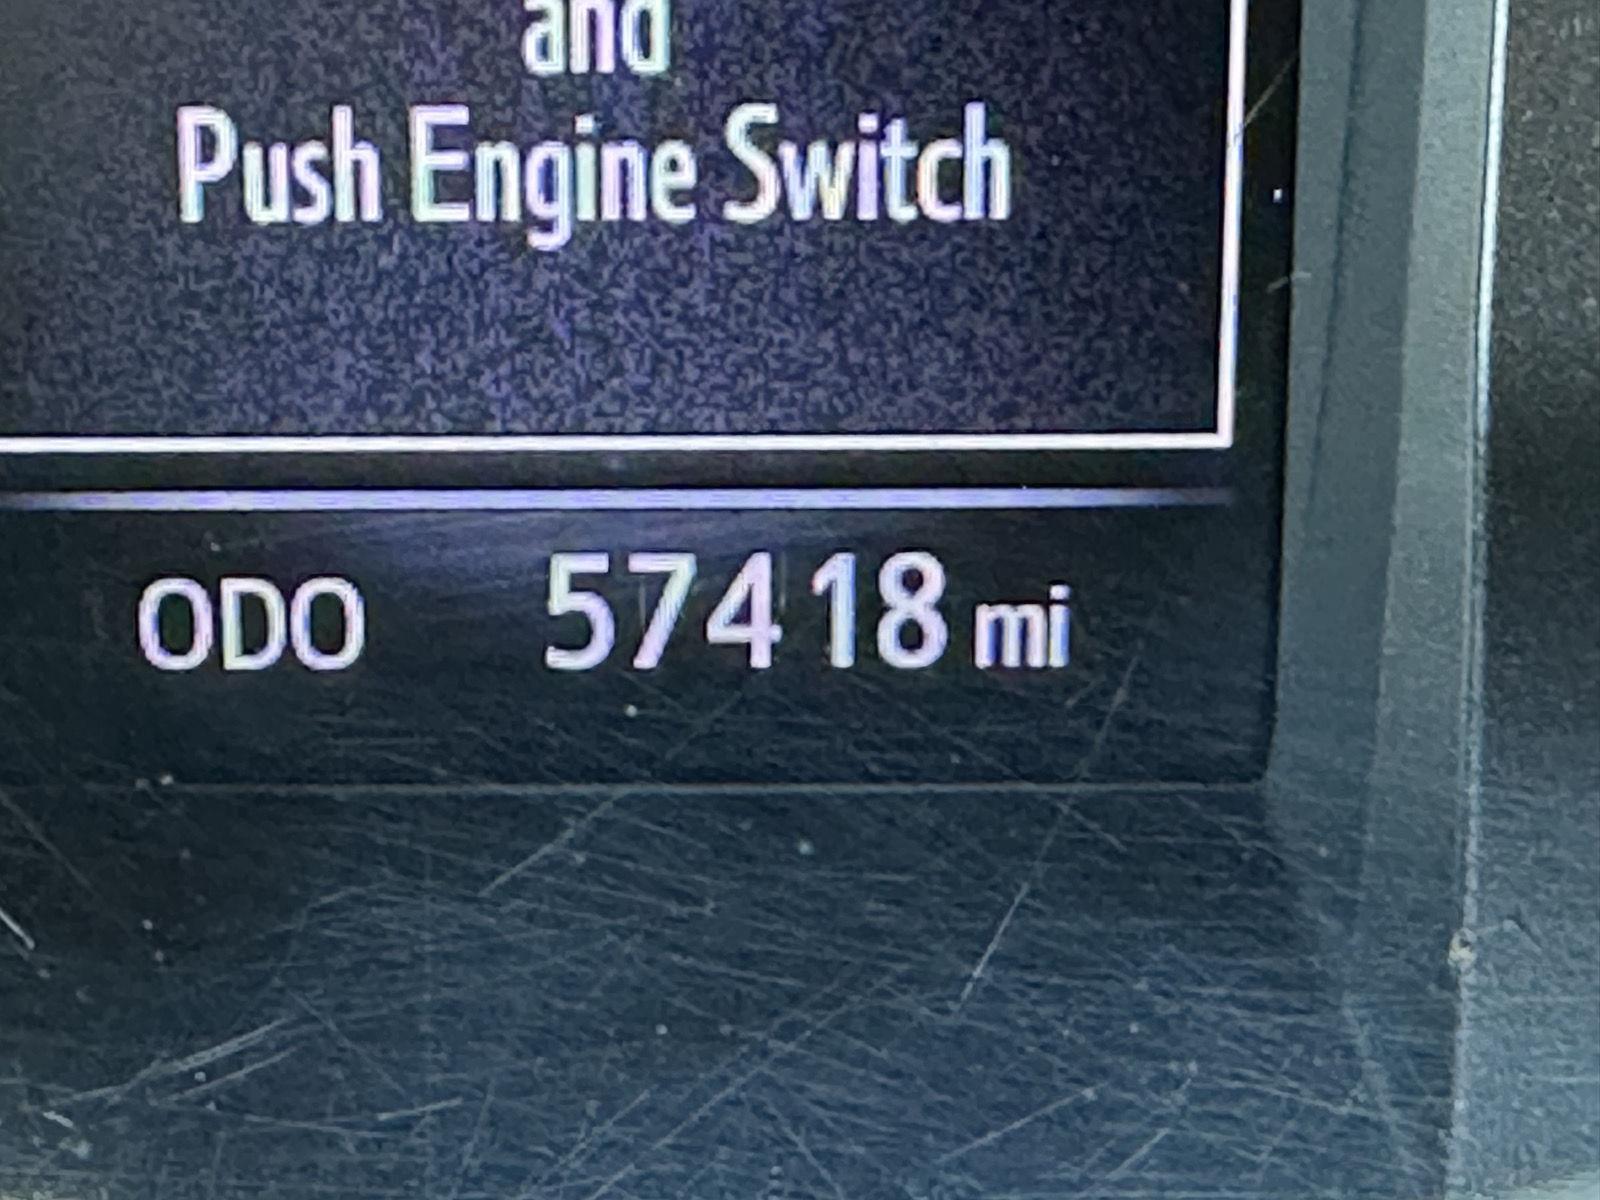 and
Push Engine Switch
ODO 57418 mi